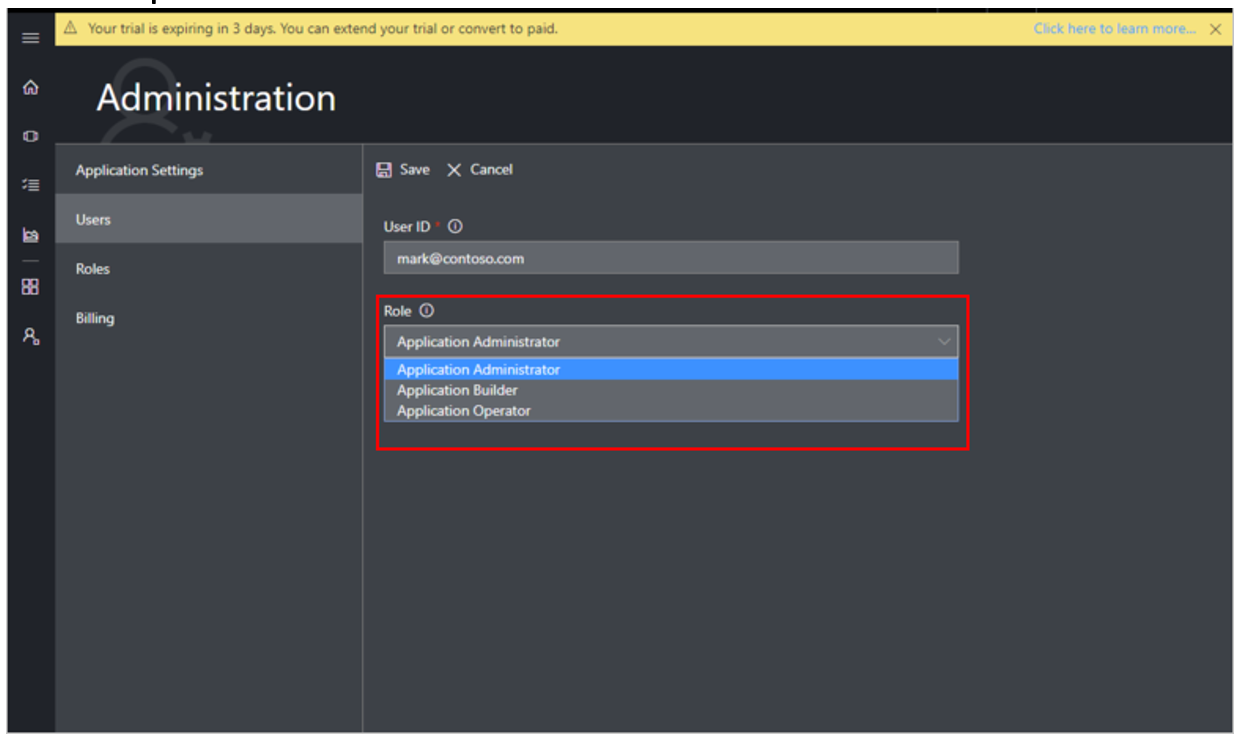 Your trial is expiring in 3 days. You can extend your trial or convert to paid.
Click here to learn more...
Administration
Application Settings
Users
Roles
Billing
Save
Cancel
User ID *
mark@contoso.com
Role
Application Administrator
Application Administrator
Application Builder
Application Operator